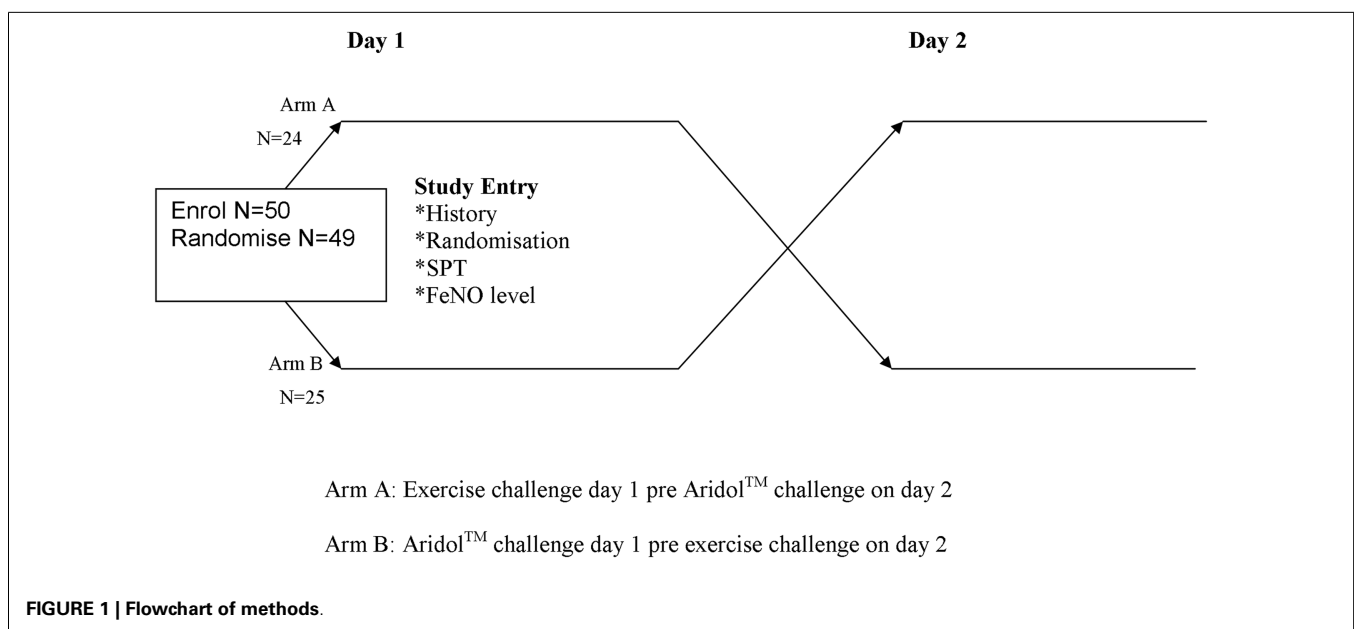 Day 1
Day 2
Arm A
N=24
Enrol N=50
Randomise N=49
Study Entry
*History
*Randomisation
*SPT
*FeNO level
Arm B
N=25
Arm A: Exercise challenge day 1 pre Aridol™ challenge on day 2
Arm B: Aridol™ challenge day 1 pre exercise challenge on day 2
FIGURE 1 | Flowchart of methods.